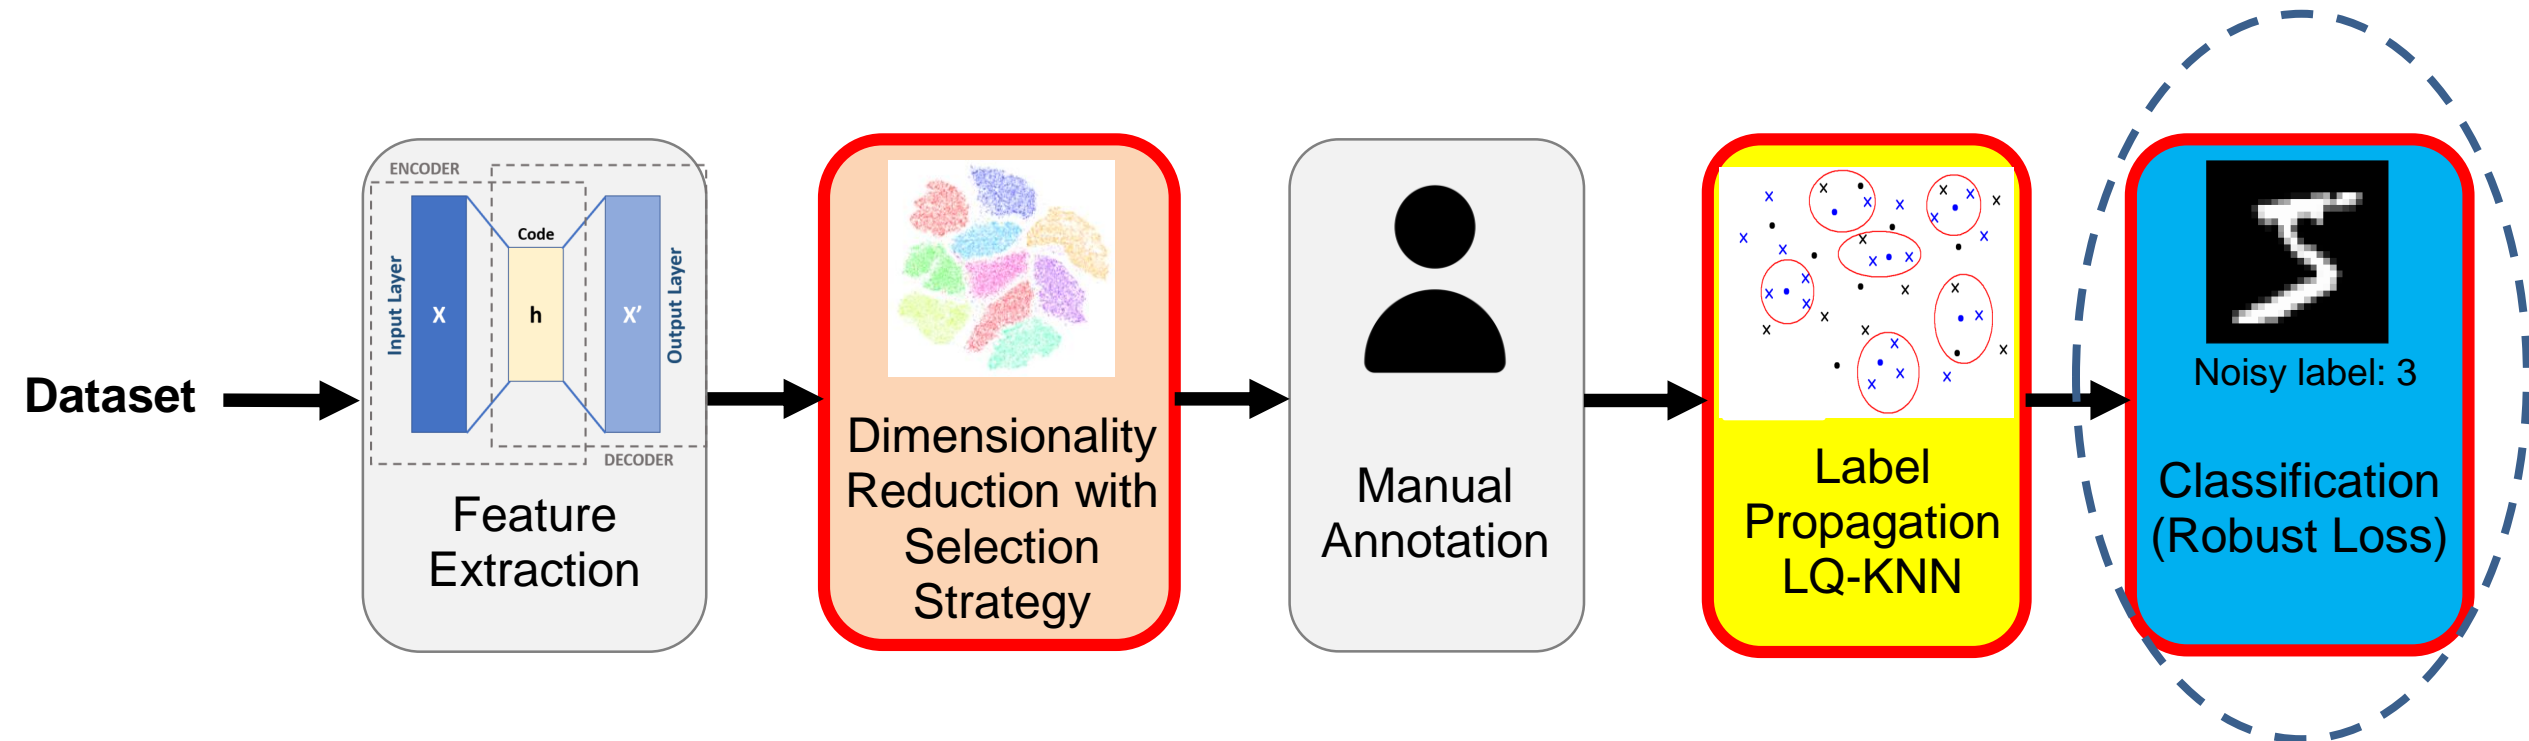 Dataset
ENCODER
Input Layer
X
Code
h
X'
Output Layer
DECODER
Feature
Extraction
Dimensionality
Reduction with
Selection
Strategy
Manual
Annotation
Label
Propagation
LQ-KNN
Noisy label: 3
Classification
(Robust Loss)